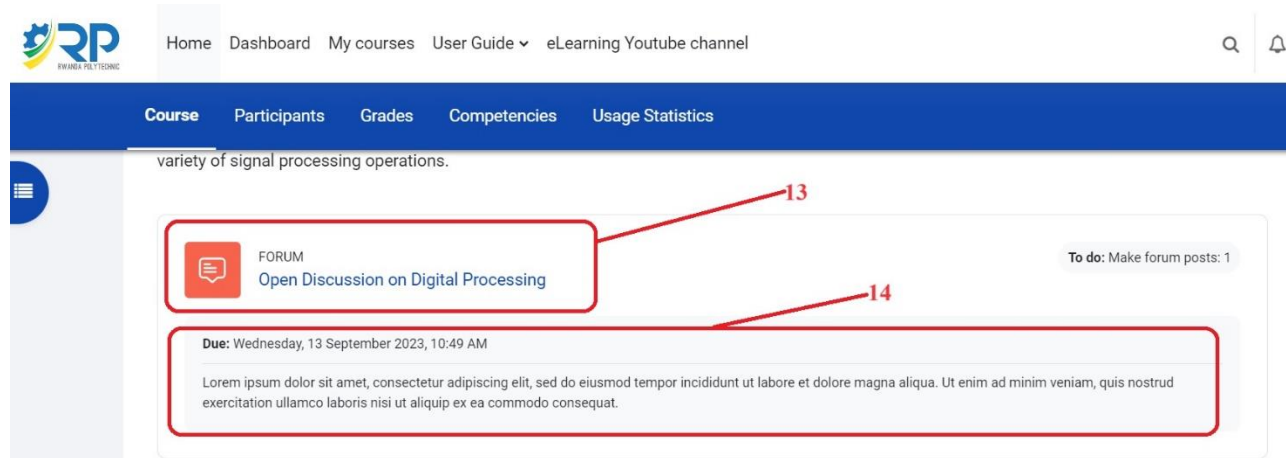 RP
RWANDA POLYTECHNIC
Home Dashboard My courses User Guide eLearning Youtube channel
Course Participants Grades Competencies Usage Statistics
variety of signal processing operations.
13
FORUM
To do: Make forum posts: 1
Open Discussion on Digital Processing
14
Due: Wednesday, 13 September 2023, 10:49 AM
Lorem ipsum dolor sit amet, consectetur adipiscing elit, sed do eiusmod tempor incididunt ut labore et dolore magna aliqua. Ut enim ad minim veniam, quis nostrud
exercitation ullamco laboris nisi ut aliquip ex ea commodo consequat.